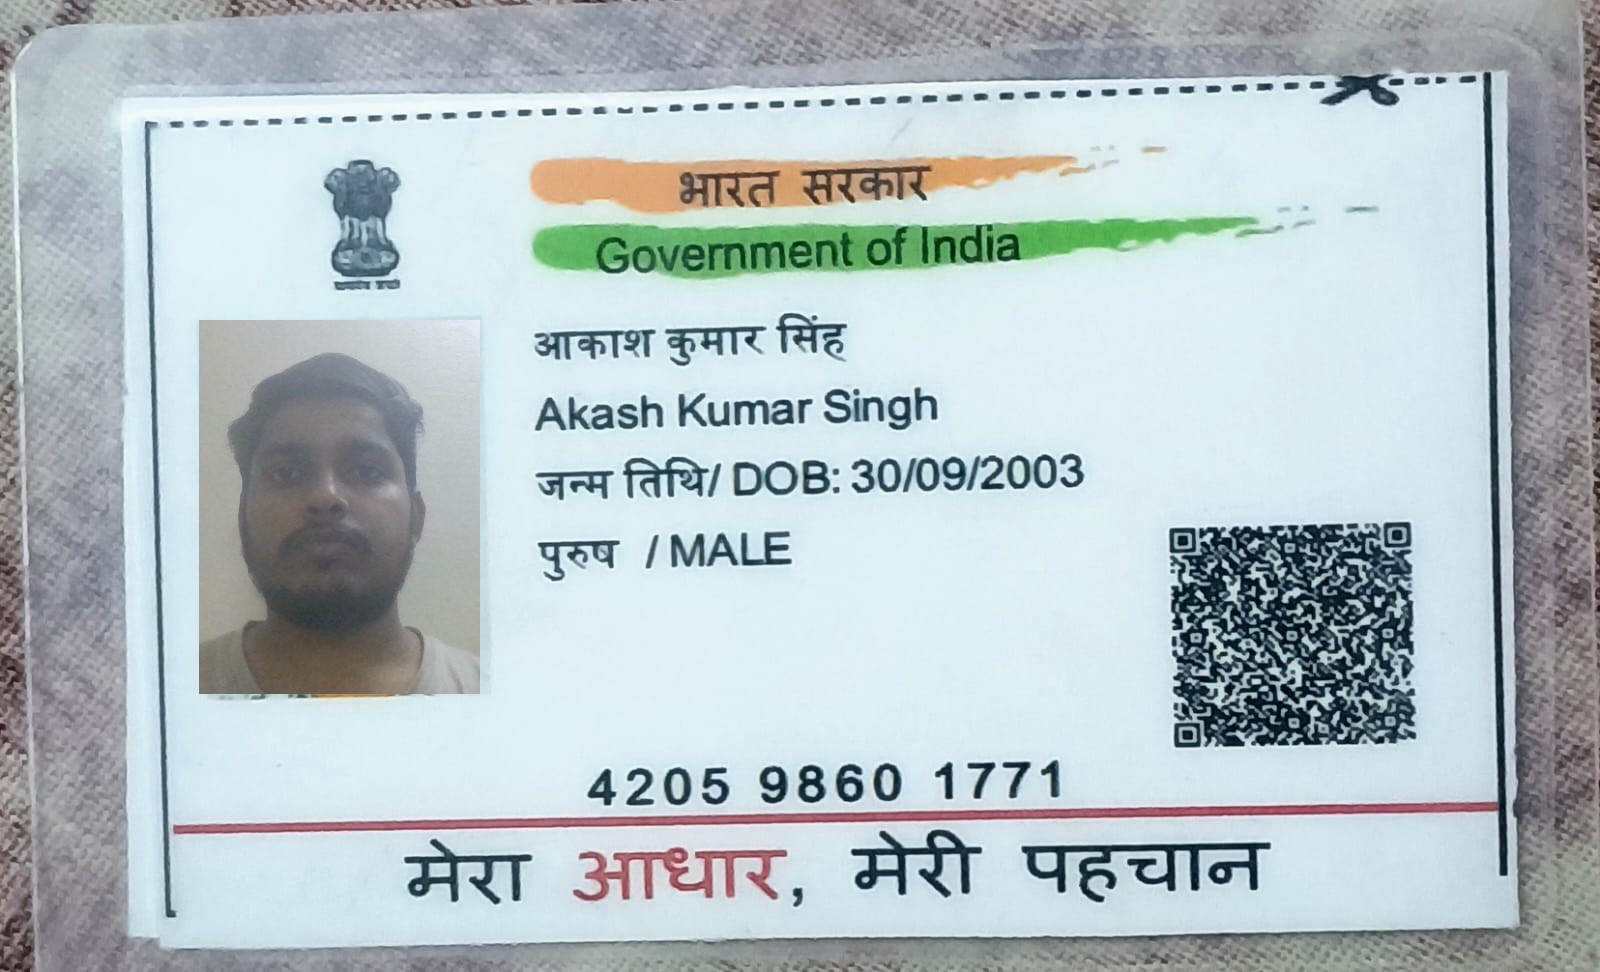 भारत सरकार
Government of India
आकाश कुमार सिंह
Akash Kumar Singh
जन्म तिथि/ DOB: 30/09/2003
पुरुष / MALE
4205 9860 1771
मेरा आधार, मेरी पहचान